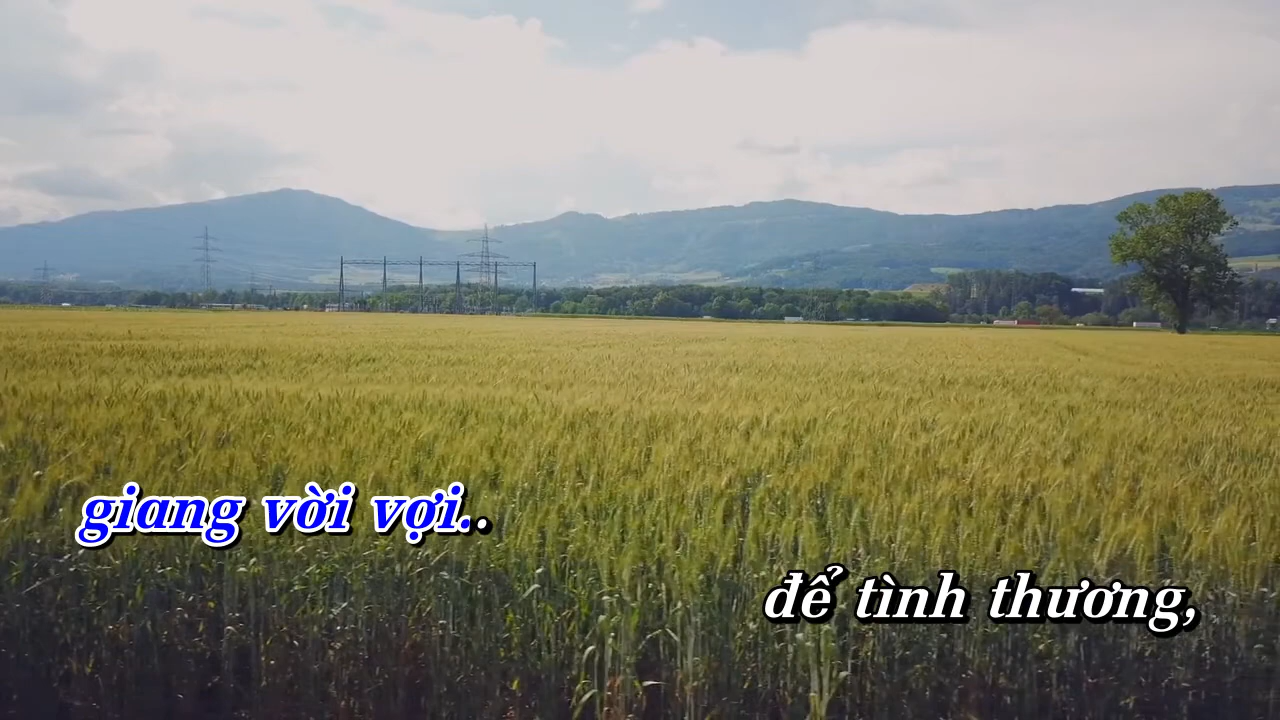 giang vời vợi..
để tình thương,